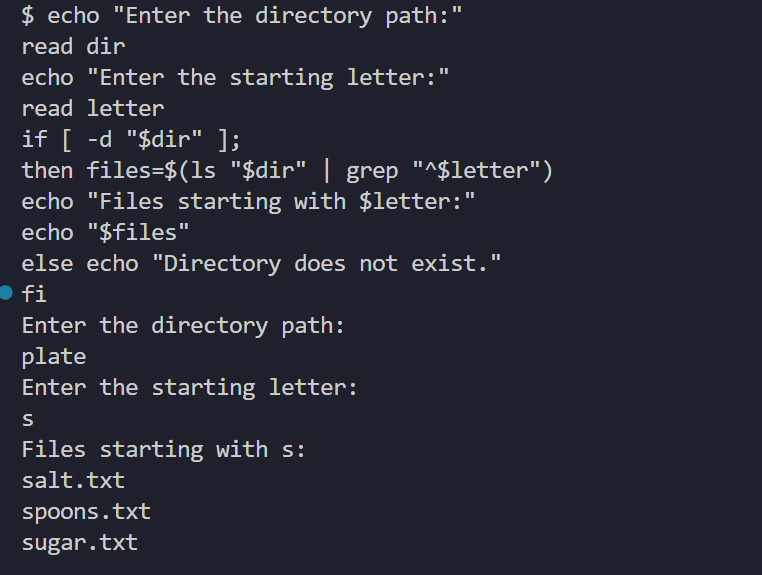 $ echo "Enter the directory path:"
read dir
echo "Enter the starting letter:"
read letter
if [ -d "$dir" ];
then files=$(ls "$dir" | grep "^$letter")
echo "Files starting with $letter:"
echo "$files"
else echo "Directory does not exist."
fi
Enter the directory path:
plate
Enter the starting letter:
s
Files starting with s:
salt.txt
spoons.txt
sugar.txt